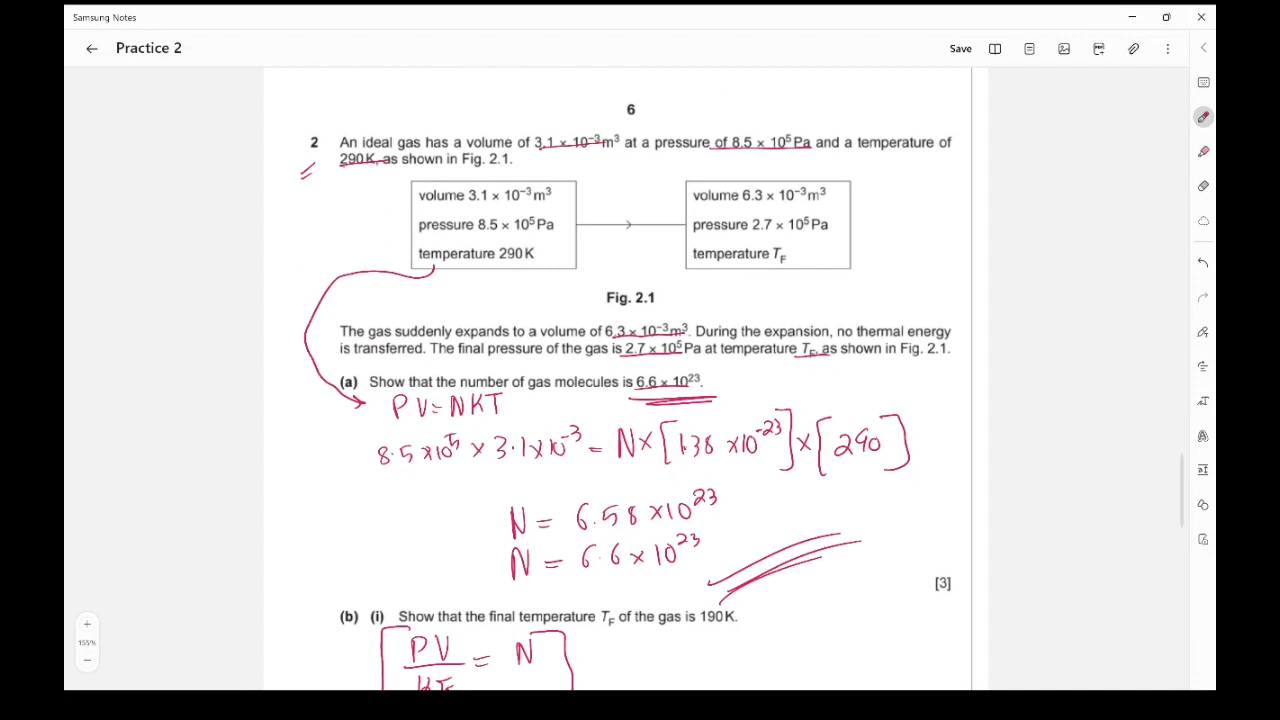 Samsung Notes
Practice 2
Save
6
2 An ideal gas has a volume of 3.1 × 10⁻³ m³ at a pressure of 8.5 × 10⁵ Pa and a temperature of
290 K, as shown in Fig. 2.1.
volume 3.1 × 10⁻³ m³
pressure 8.5 × 10⁵ Pa
temperature 290 K
volume 6.3 × 10⁻³ m³
pressure 2.7 × 10⁵ Pa
temperature T_F
Fig. 2.1
The gas suddenly expands to a volume of 6.3 × 10⁻³ m³. During the expansion, no thermal energy
is transferred. The final pressure of the gas is 2.7 × 10⁵ Pa at temperature T_F, as shown in Fig. 2.1.
(a) Show that the number of gas molecules is 6.6 × 10²³.
PV = NKT
8.5 × 10⁵ × 3.1 × 10⁻³ = N × [1.38 × 10⁻²³] × [290]
N = 6.58 × 10²³
N = 6.6 × 10²³
[3]
(b) (i) Show that the final temperature T_F of the gas is 190 K.
155%
PV = N